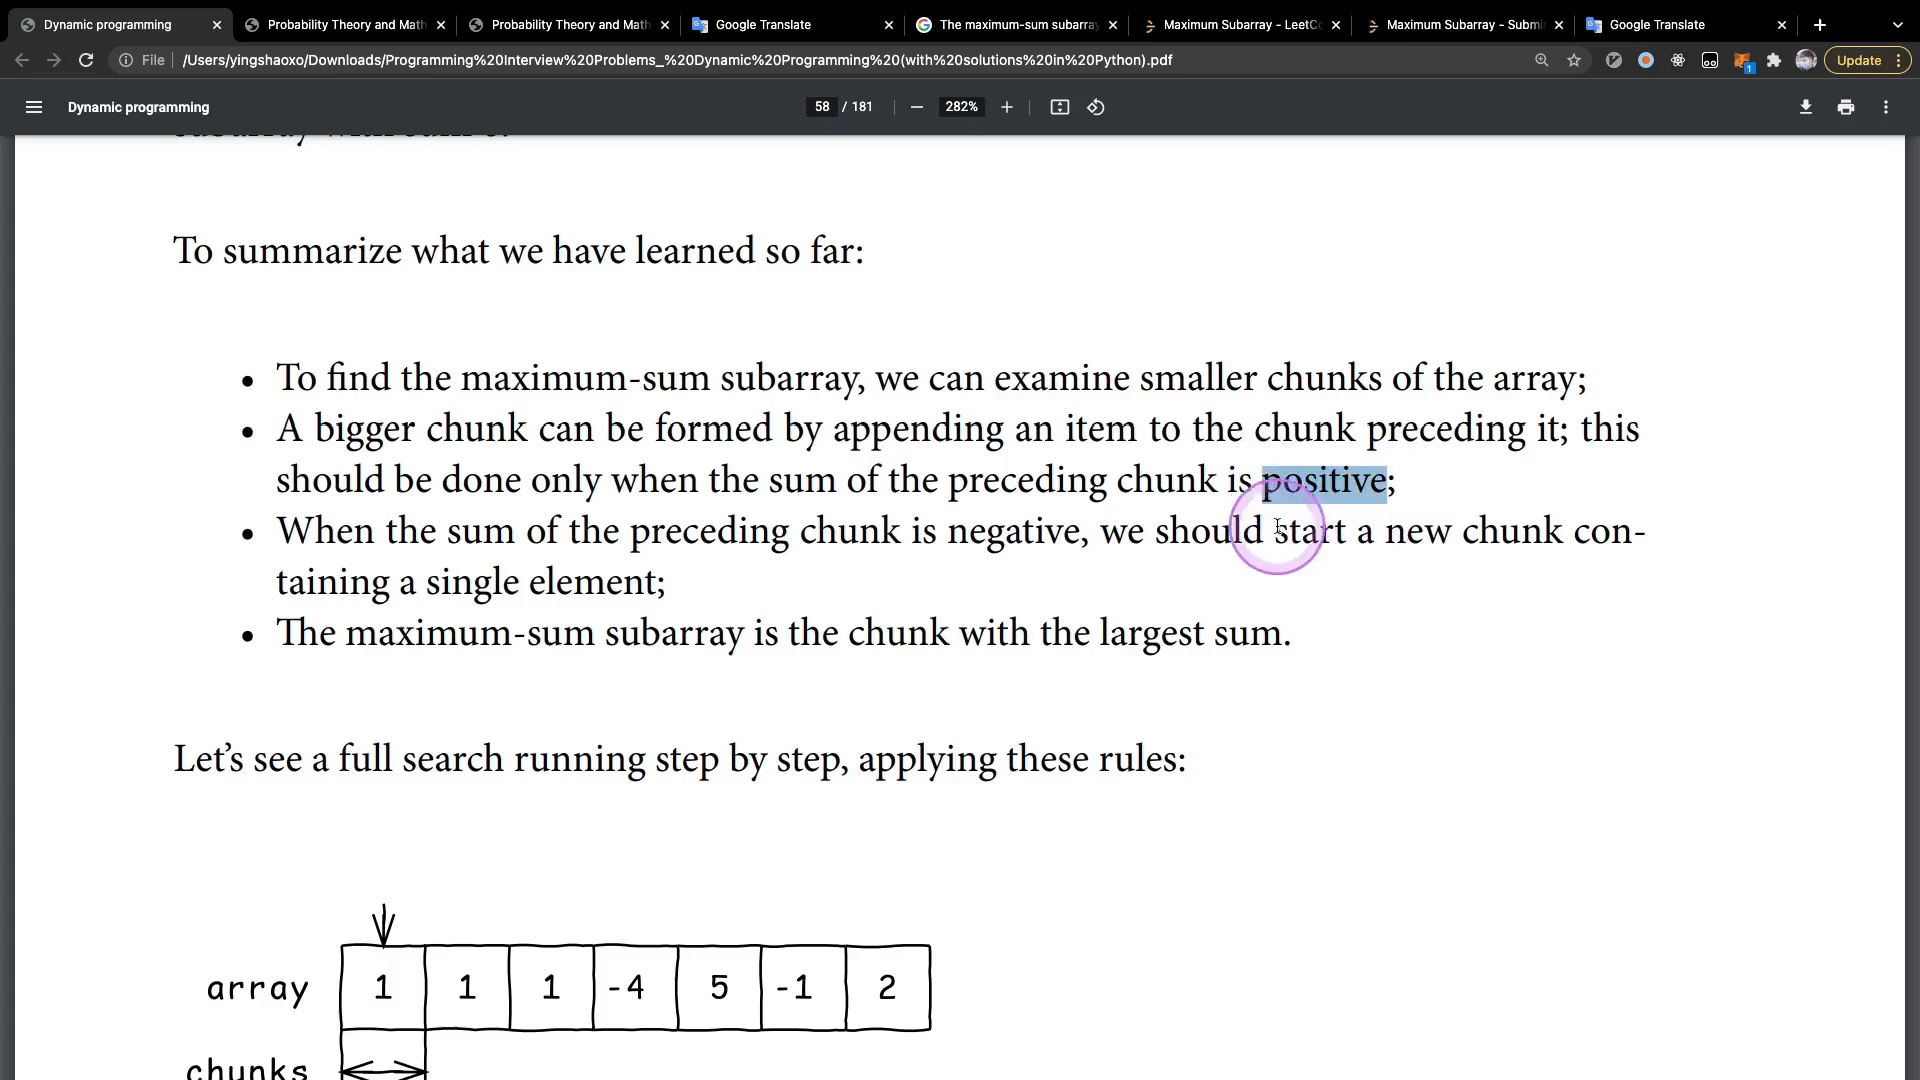 Dynamic programming
Probability Theory and Math
Probability Theory and Math
Google Translate
The maximum-sum subarray
Maximum Subarray - LeetCo
Maximum Subarray - Submi
Google Translate
File
/Users/yingshaoxo/Downloads/Programming%20Interview%20Problems_%20Dynamic%20Programming%20(with%20solutions%20in%20Python).pdf
1
Update
Dynamic programming
58 / 181
282%
To summarize what we have learned so far:
• To find the maximum-sum subarray, we can examine smaller chunks of the array;
• A bigger chunk can be formed by appending an item to the chunk preceding it; this
should be done only when the sum of the preceding chunk is positive;
• When the sum of the preceding chunk is negative, we should start a new chunk con-
taining a single element;
• The maximum-sum subarray is the chunk with the largest sum.
Let's see a full search running step by step, applying these rules:
array 1 1 1 -4 5 -1 2
chunks